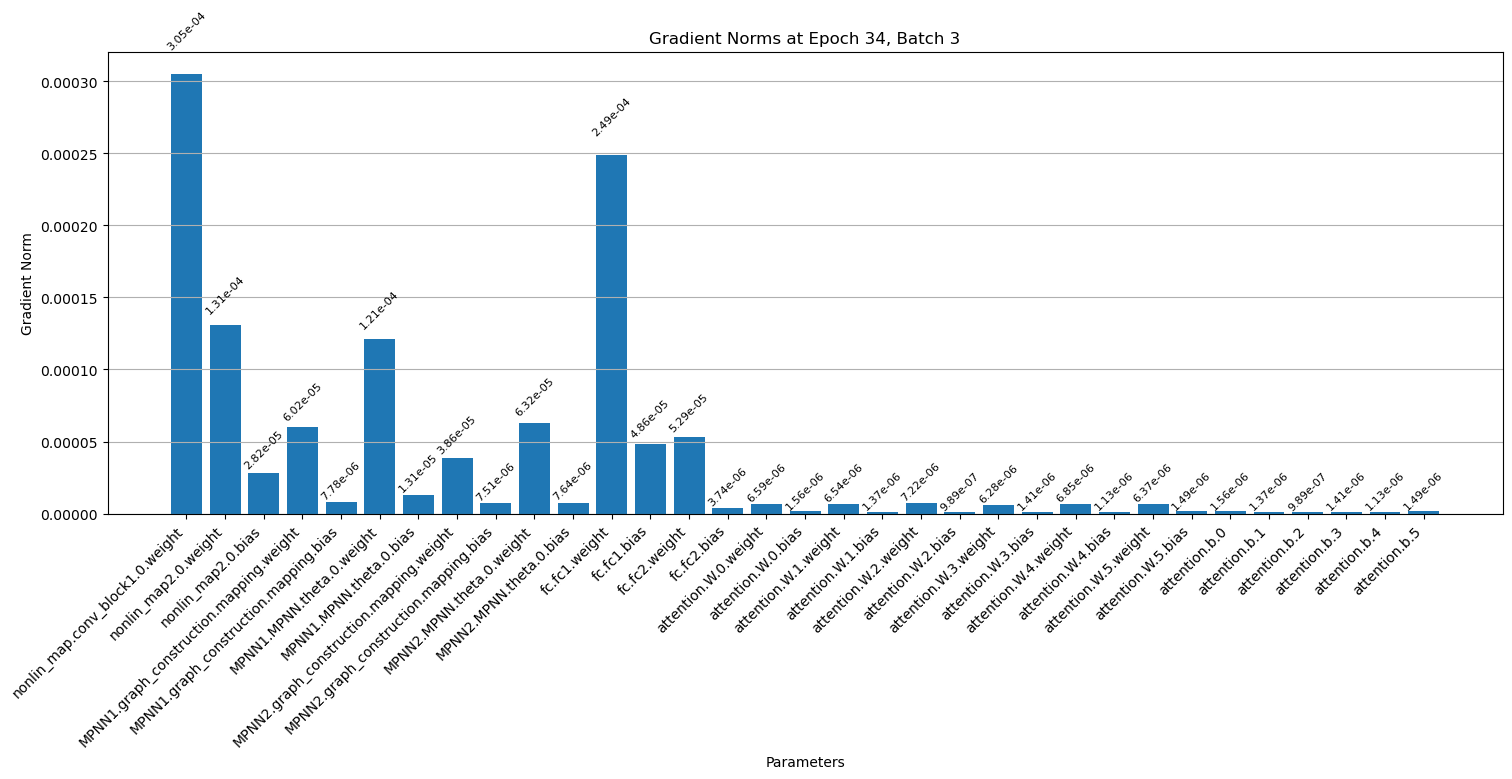 Gradient Norms at Epoch 34, Batch 3
Gradient Norm
0.00030
0.00025
0.00020
0.00015
0.00010
0.00005
0.00000
3.05e-04
1.31e-04
2.82e-05
6.02e-05
7.78e-06
1.21e-04
1.31e-05
3.86e-05
7.51e-06
6.32e-05
7.64e-06
2.49e-04
4.86e-05
5.29e-05
3.74e-06
6.59e-06
1.56e-06
6.54e-06
1.37e-06
7.22e-06
9.89e-07
6.28e-06
1.41e-06
6.85e-06
1.13e-06
6.37e-06
1.49e-06
1.56e-06
1.37e-06
9.89e-07
1.41e-06
1.13e-06
1.49e-06
nonlin_map.conv_block1.0.weight
nonlin_map2.0.weight
nonlin_map2.0.bias
MPNN1.graph_construction.mapping.weight
MPNN1.graph_construction.mapping.bias
MPNN1.MPNN.theta.0.weight
MPNN1.MPNN.theta.0.bias
MPNN2.graph_construction.mapping.weight
MPNN2.graph_construction.mapping.bias
MPNN2.MPNN.theta.0.weight
MPNN2.MPNN.theta.0.bias
fc.fc1.weight
fc.fc1.bias
fc.fc2.weight
fc.fc2.bias
attention.W.0.weight
attention.W.0.bias
attention.W.1.weight
attention.W.1.bias
attention.W.2.weight
attention.W.2.bias
attention.W.3.weight
attention.W.3.bias
attention.W.4.weight
attention.W.4.bias
attention.W.5.weight
attention.W.5.bias
attention.b.0
attention.b.1
attention.b.2
attention.b.3
attention.b.4
attention.b.5
Parameters